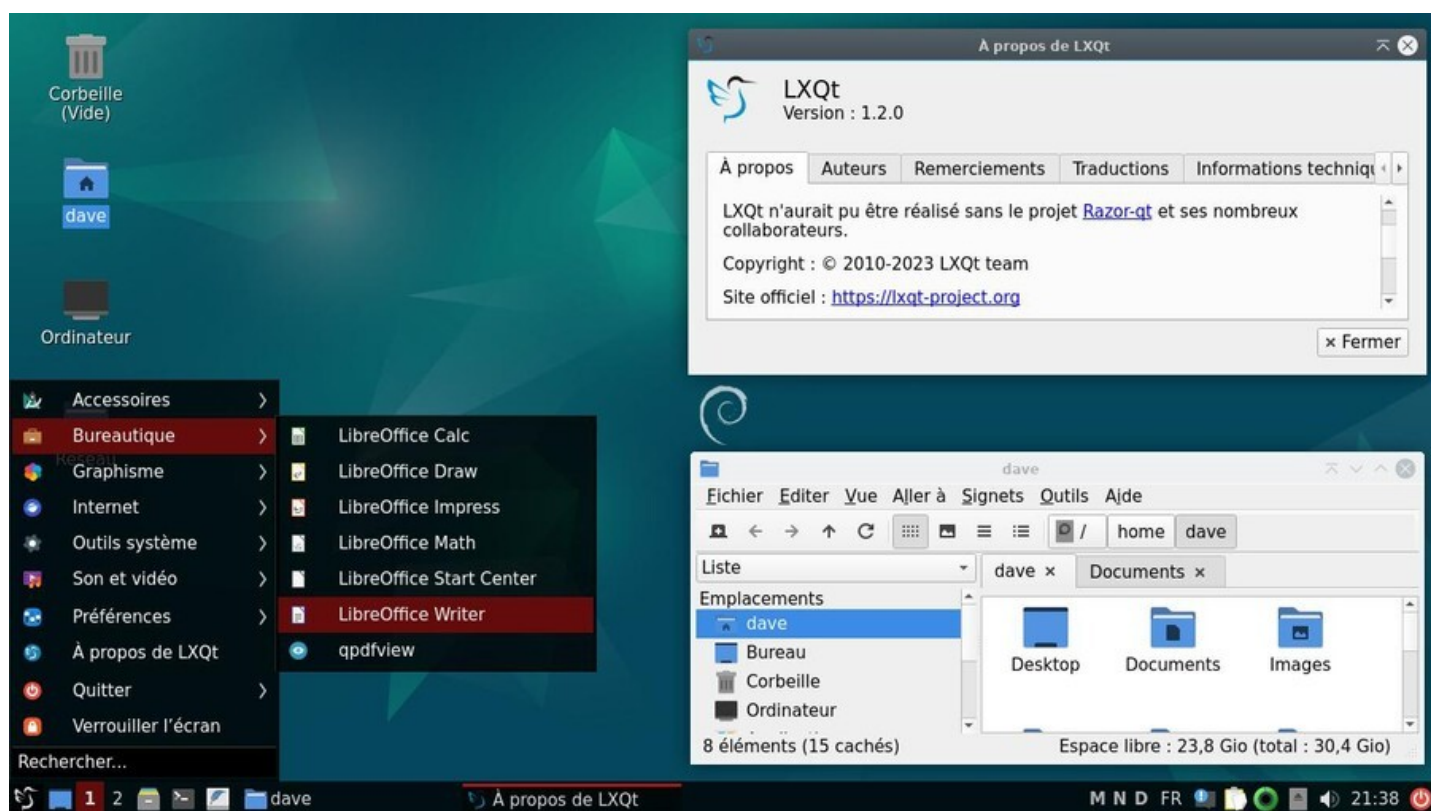 Corbeille
(Vide)
dave
Ordinateur
Réseau
À propos de LXQt
LXQt
Version : 1.2.0
À propos Auteurs Remerciements Traductions Informations techniqu
LXQt n'aurait pu être réalisé sans le projet Razor-qt et ses nombreux
collaborateurs.
Copyright : © 2010-2023 LXQt team
Site officiel : https://lxqt-project.org
× Fermer
Accessoires
Bureautique
Graphisme
Internet
Outils système
Son et vidéo
Préférences
À propos de LXQt
Quitter
Verrouiller l'écran
Rechercher...
LibreOffice Calc
LibreOffice Draw
LibreOffice Impress
LibreOffice Math
LibreOffice Start Center
LibreOffice Writer
qpdfview
dave
Fichier Editer Vue Aller à Signets Outils Aide
/ home dave
Liste
dave × Documents ×
Emplacements
dave
Bureau
Corbeille
Ordinateur
Desktop Documents Images
8 éléments (15 cachés) Espace libre : 23,8 Gio (total : 30,4 Gio)
1 2 dave À propos de LXQt M N D FR 21:38